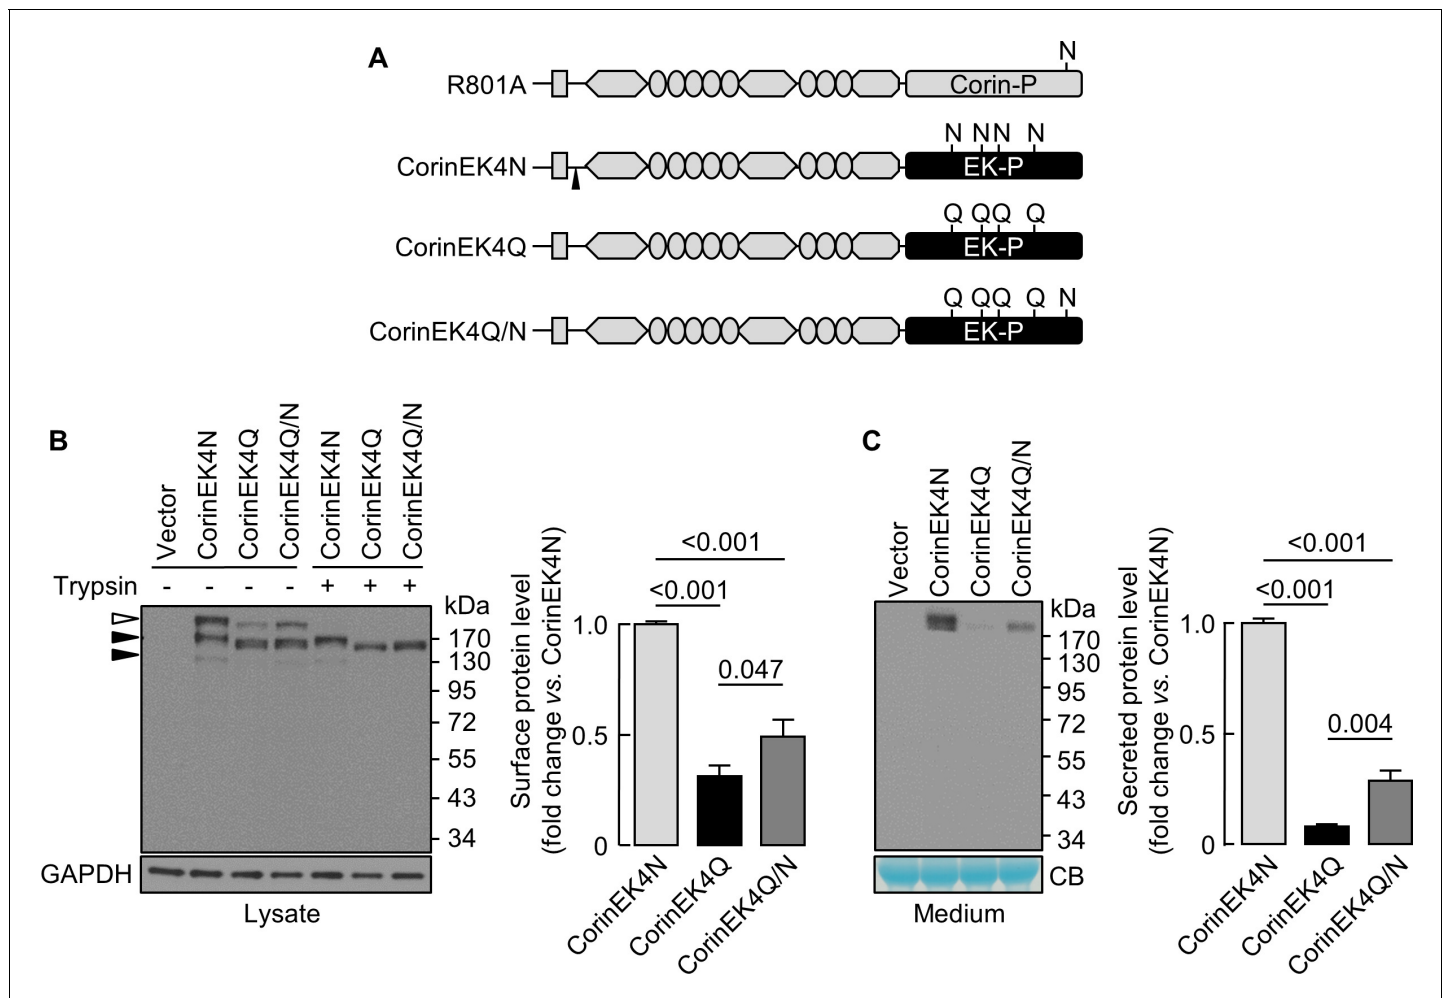 A
N
R801A Corin-P
N N N N
CorinEK4N EK-P
Q Q Q Q
CorinEK4Q EK-P
Q Q Q Q N
CorinEK4Q/N EK-P
B
Vector
CorinEK4N
CorinEK4Q
CorinEK4Q/N
CorinEK4N
CorinEK4Q
CorinEK4Q/N
Trypsin - - - - + + +
kDa
170
130
95
72
55
43
34
GAPDH
Lysate
Surface protein level
(fold change vs. CorinEK4N)
<0.001
<0.001
0.047
1.0
0.5
0
CorinEK4N
CorinEK4Q
CorinEK4Q/N
C
Vector
CorinEK4N
CorinEK4Q
CorinEK4Q/N
kDa
170
130
95
72
55
43
34
CB
Medium
Secreted protein level
(fold change vs. CorinEK4N)
<0.001
<0.001
0.004
1.0
0.5
0
CorinEK4N
CorinEK4Q
CorinEK4Q/N